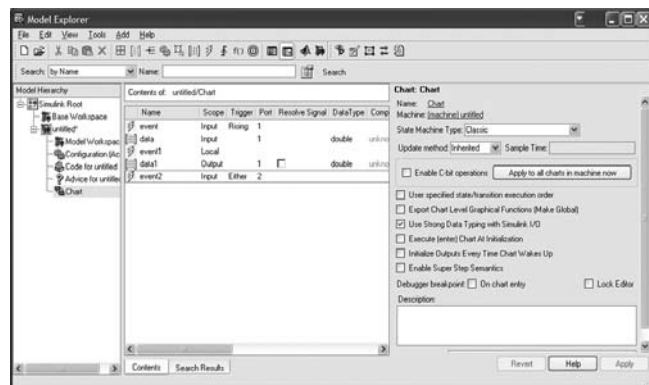 Model Explorer
File Edit View Tools Add Help
Search: by Name Name: Search
Model Hierarchy
Simulink Root
Base Workspace
untitled*
Model Workspac
Configuration (Ac
Code for untitled
Advice for untitled
Chart
Contents of: untitled/Chart
Name Scope Trigger Port Resolve Signal DataType Comp
event Input Rising 1
data Input 1 double unkno
event1 Local
data1 Output 1 double unkno
event2 Input Either 2
Contents Search Results
Chart: Chart
Name: Chart
Machine: (machine) untitled
State Machine Type: Classic
Update method: Inherited Sample Time:
Enable C-bit operations Apply to all charts in machine now
User specified state/transition execution order
Export Chart Level Graphical Functions (Make Global)
Use Strong Data Typing with Simulink I/O
Execute (enter) Chart At Initialization
Initialize Outputs Every Time Chart Wakes Up
Enable Super Step Semantics
Debugger breakpoint: On chart entry Lock Editor
Description:
Revert Help Apply